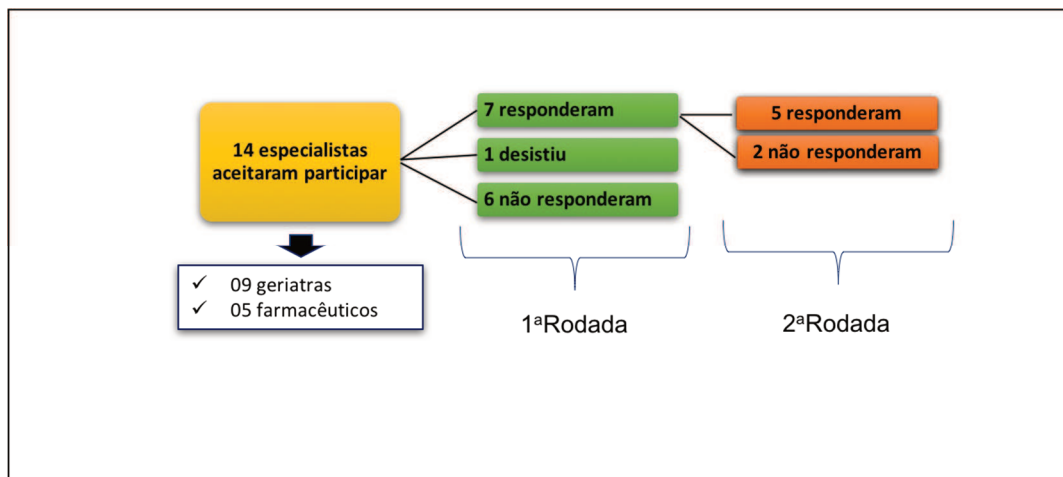 14 especialistas
aceitaram participar
✓ 09 geriatras
✓ 05 farmacêuticos
7 responderam
1 desistiu
6 não responderam
1ªRodada
5 responderam
2 não responderam
2ªRodada